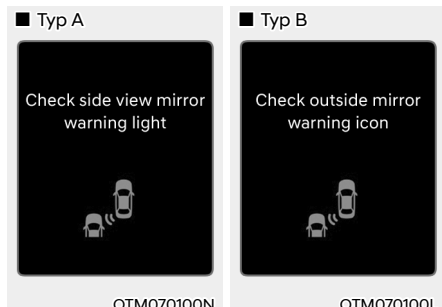 ■ Typ A
Check side view mirror
warning light
OTM070100N
■ Typ B
Check outside mirror
warning icon
OTM070100L